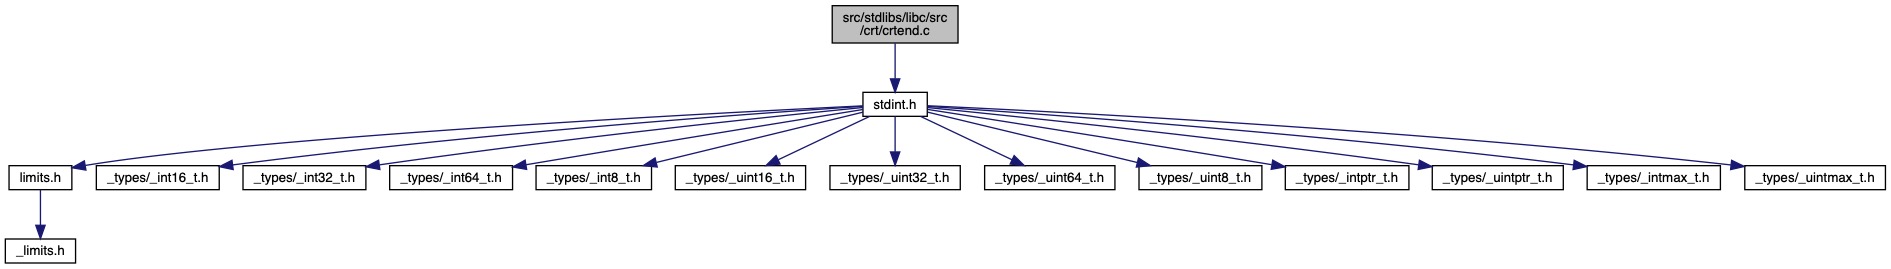 src/stdlibs/libc/src
/crt/crtend.c
stdint.h
limits.h
_types/_int16_t.h
_types/_int32_t.h
_types/_int64_t.h
_types/_int8_t.h
_types/_uint16_t.h
_types/_uint32_t.h
_types/_uint64_t.h
_types/_uint8_t.h
_types/_intptr_t.h
_types/_uintptr_t.h
_types/_intmax_t.h
_types/_uintmax_t.h
_limits.h